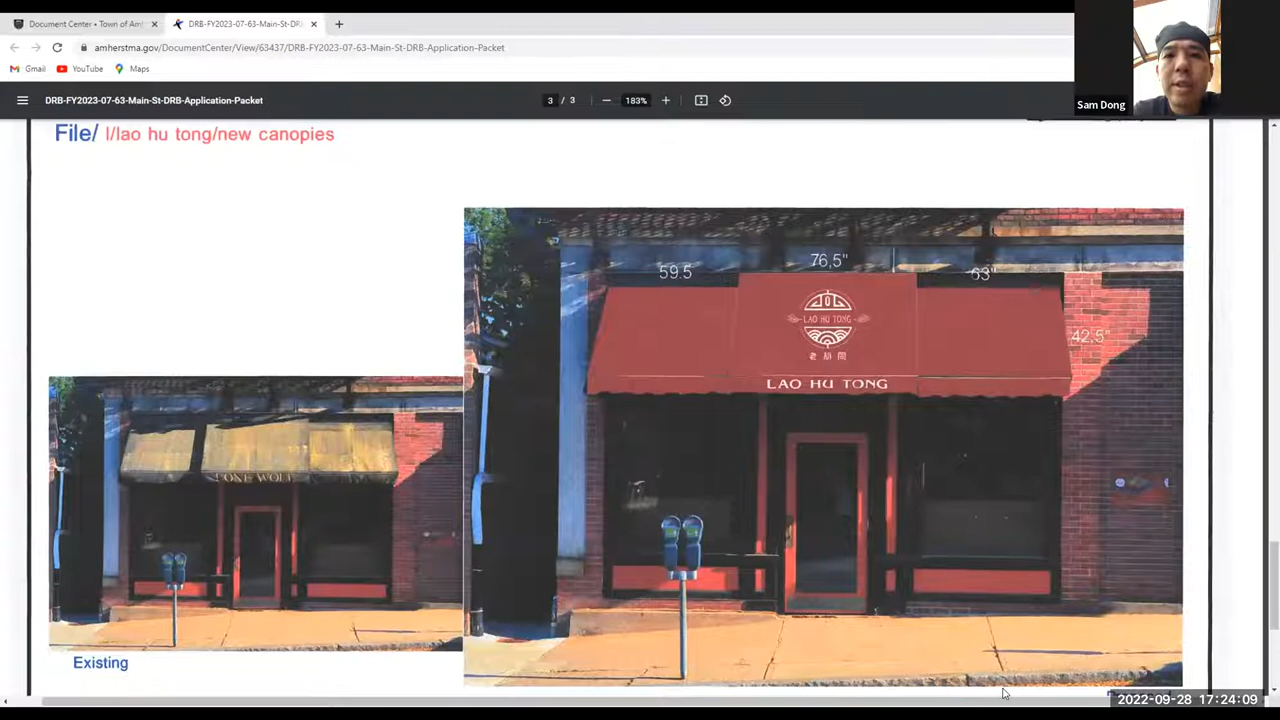 Document Center • Town of Am
DRB-FY2023-07-63-Main-St-DR
amherstma.gov/DocumentCenter/View/63437/DRB-FY2023-07-63-Main-St-DRB-Application-Packet
Gmail
YouTube
Maps
Sam Dong
DRB-FY2023-07-63-Main-St-DRB-Application-Packet
3 / 3
183%
File/ l/lao hu tong/new canopies
59.5
76,5"
63"
42.5"
LAO HU TONG
老胡同
LAO HU TONG
LONE WOLF
Existing
2022-09-28 17:24:09